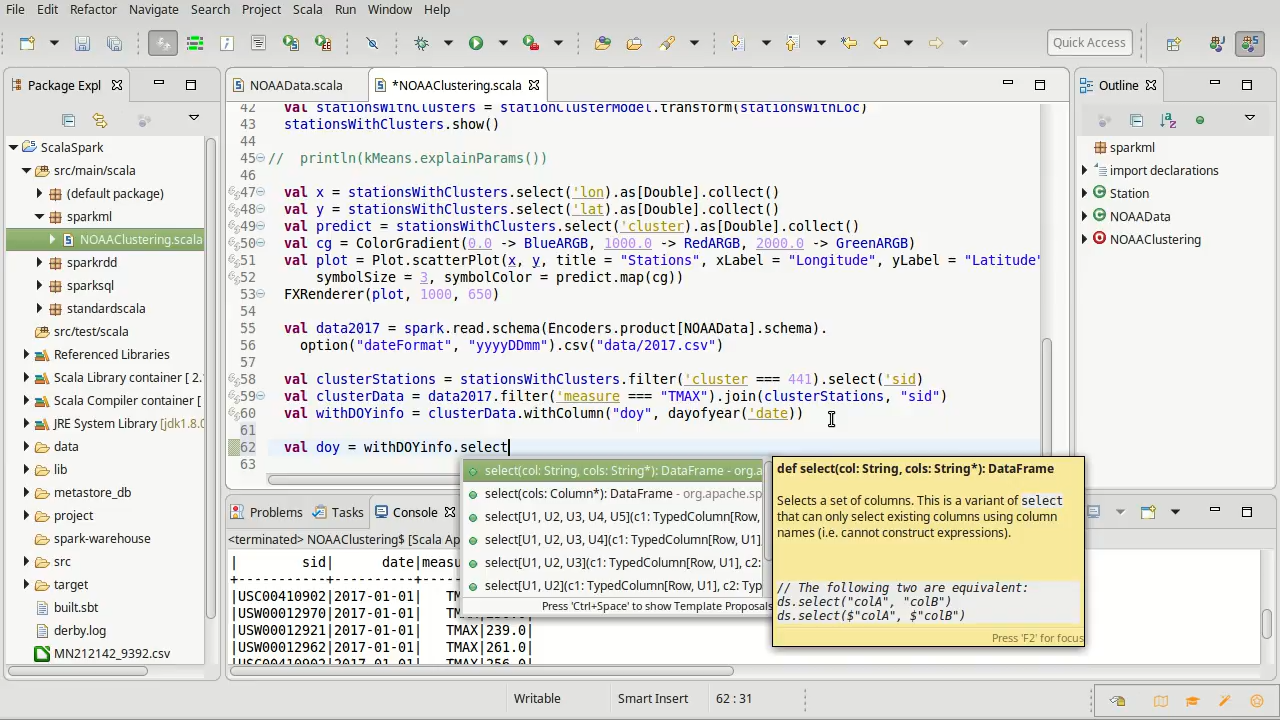 File Edit Refactor Navigate Search Project Scala Run Window Help
Quick Access
Package Expl
NOAAData.scala
*NOAAClustering.scala
Outline
ScalaSpark
src/main/scala
(default package)
sparkml
NOAAClustering.scala
sparkrdd
sparksql
standardscala
src/test/scala
Referenced Libraries
Scala Library container [ 2.
Scala Compiler container [
JRE System Library [jdk1.8.0
data
lib
metastore_db
project
spark-warehouse
src
target
built.sbt
derby.log
MN212142_9392.csv
42 val stationsWithClusters = stationClusterModel.transform(stationsWithLoc)
43 stationsWithClusters.show()
44
45 // println(kMeans.explainParams())
46
47 val x = stationsWithClusters.select('lon).as[Double].collect()
48 val y = stationsWithClusters.select('lat).as[Double].collect()
49 val predict = stationsWithClusters.select('cluster).as[Double].collect()
50 val cg = ColorGradient(0.0 -> BlueARGB, 1000.0 -> RedARGB, 2000.0 -> GreenARGB)
51 val plot = Plot.scatterPlot(x, y, title = "Stations", xLabel = "Longitude", yLabel = "Latitude"
52 symbolSize = 3, symbolColor = predict.map(cg))
53 FXRenderer(plot, 1000, 650)
54
55 val data2017 = spark.read.schema(Encoders.product[NOAAData].schema).
56 option("dateFormat", "yyyyDDmm").csv("data/2017.csv")
57
58 val clusterStations = stationsWithClusters.filter('cluster === 441).select('sid)
59 val clusterData = data2017.filter('measure === "TMAX").join(clusterStations, "sid")
60 val withDOYinfo = clusterData.withColumn("doy", dayofyear('date))
61
62 val doy = withDOYinfo.select
63
select(col: String, cols: String*): DataFrame - org.a
select(cols: Column*): DataFrame - org.apache.sp
select[U1, U2, U3, U4, U5](c1: TypedColumn[Row,
select[U1, U2, U3, U4](c1: TypedColumn[Row, U1],
select[U1, U2, U3](c1: TypedColumn[Row, U1], c2:
select[U1, U2](c1: TypedColumn[Row, U1], c2: Typ
Press 'Ctrl+Space' to show Template Proposals
def select(col: String, cols: String*): DataFrame
Selects a set of columns. This is a variant of select
that can only select existing columns using column
names (i.e. cannot construct expressions).
// The following two are equivalent:
ds.select("colA", "colB")
ds.select($"colA", $"colB")
Press 'F2' for focus
sparkml
import declarations
Station
NOAAData
NOAAClustering
Problems
Tasks
Console
<terminated> NOAAClustering$ [Scala Ap
| sid| date|measu
+-----------+----------+-----
|USC00410902|2017-01-01| TM
|USW00012970|2017-01-01| TM
|USW00012921|2017-01-01| TMAX|239.0|
|USW00012962|2017-01-01| TMAX|261.0|
|USC00410902|2017-01-01| TMAX|256.0|
Writable
Smart Insert
62 : 31